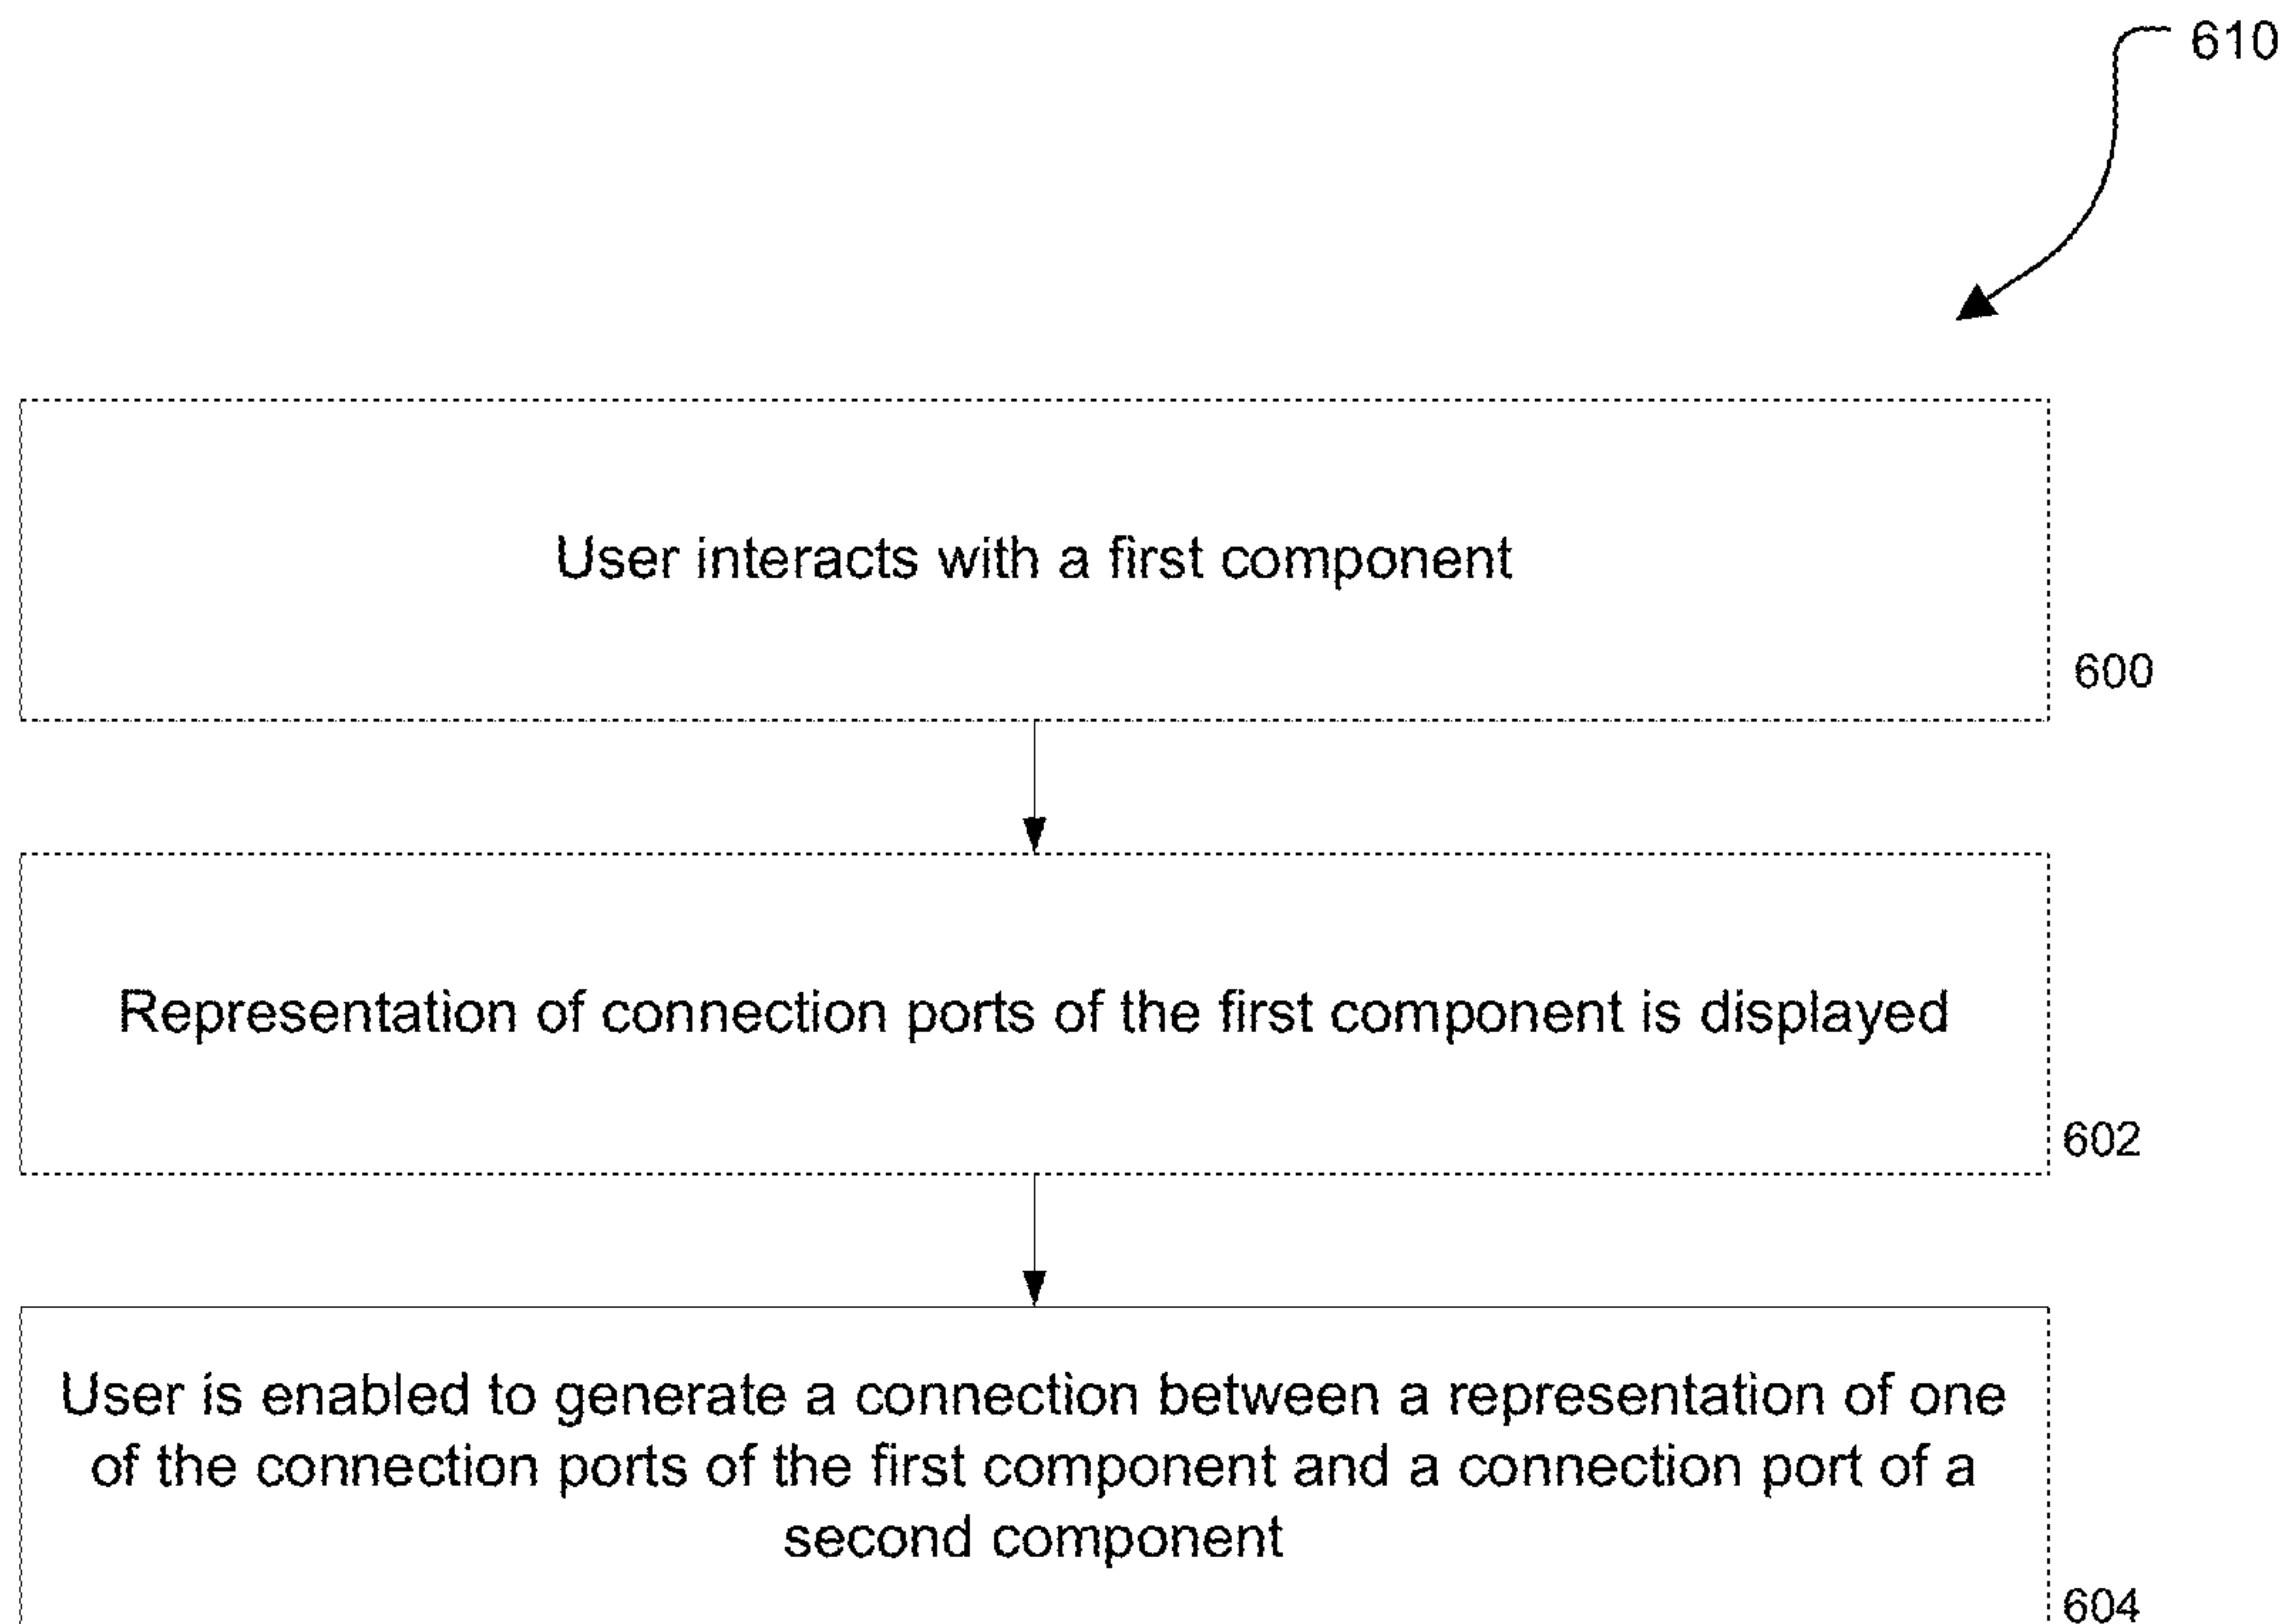 610
User interacts with a first component
600
Representation of connection ports of the first component is displayed
602
User is enabled to generate a connection between a representation of one
of the connection ports of the first component and a connection port of a
second component
604